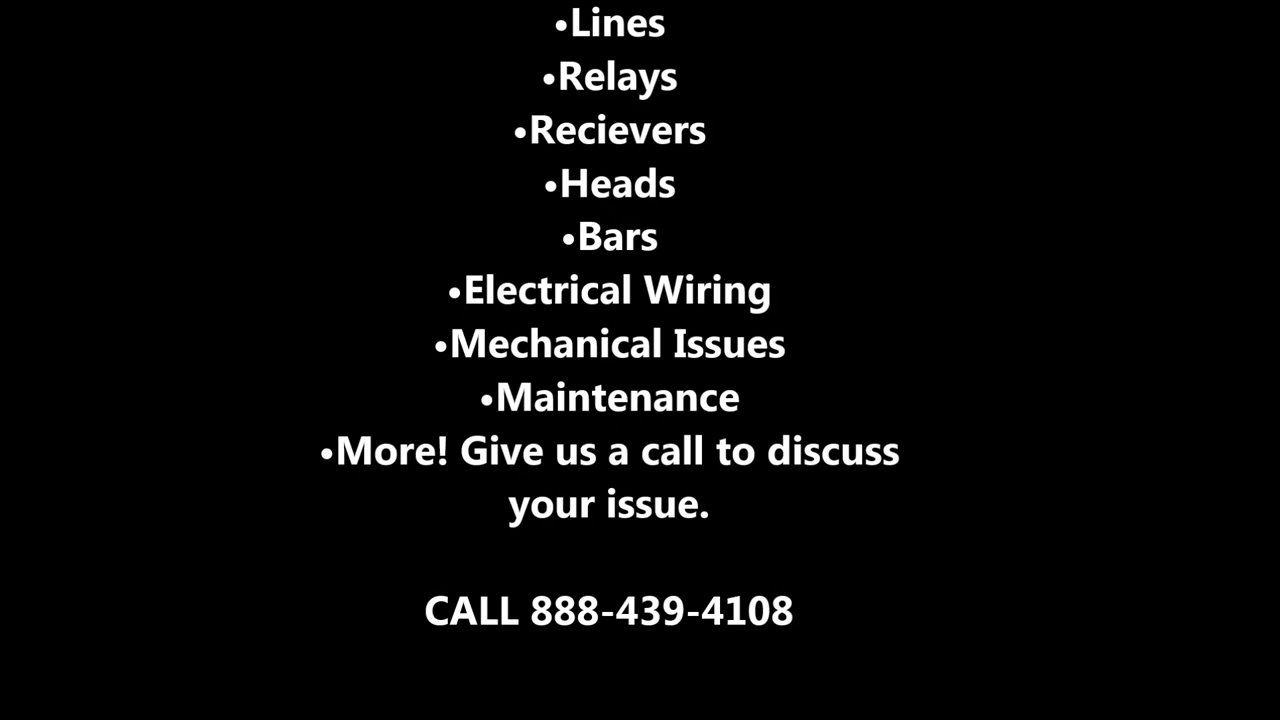 •Lines
•Relays
•Recievers
•Heads
•Bars
•Electrical Wiring
•Mechanical Issues
•Maintenance
•More! Give us a call to discuss
your issue.
CALL 888-439-4108